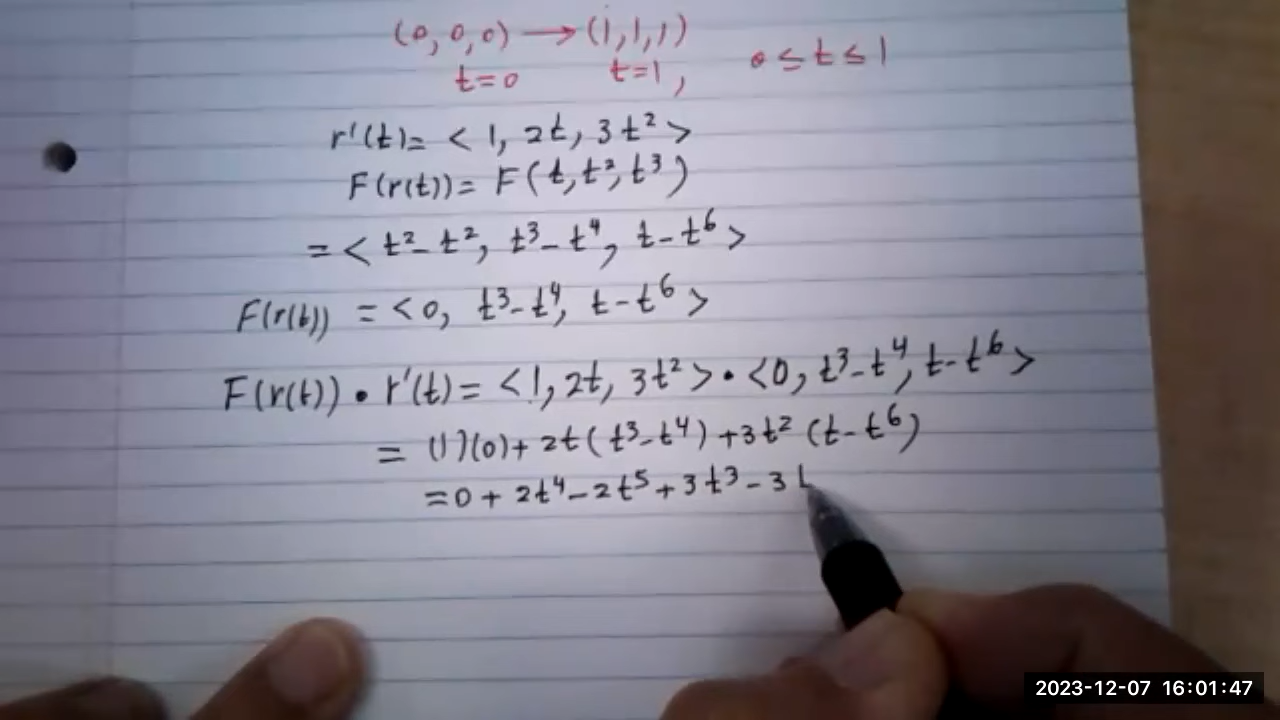 (0,0,0) → (1,1,1)
t=0 t=1, 0 ≤ t ≤ 1
r'(t)= < 1, 2t, 3t² >
F(r(t))= F(t,t²,t³)
= < t²-t², t³-t⁴, t-t⁶ >
F(r(t)) = <0, t³-t⁴, t-t⁶>
F(r(t)) • r'(t)= <1, 2t, 3t²> • <0, t³-t⁴, t-t⁶>
= (1)(0)+ 2t(t³-t⁴)+3t²(t-t⁶)
=0+ 2t⁴-2t⁵+3t³-3
2023-12-07 16:01:47